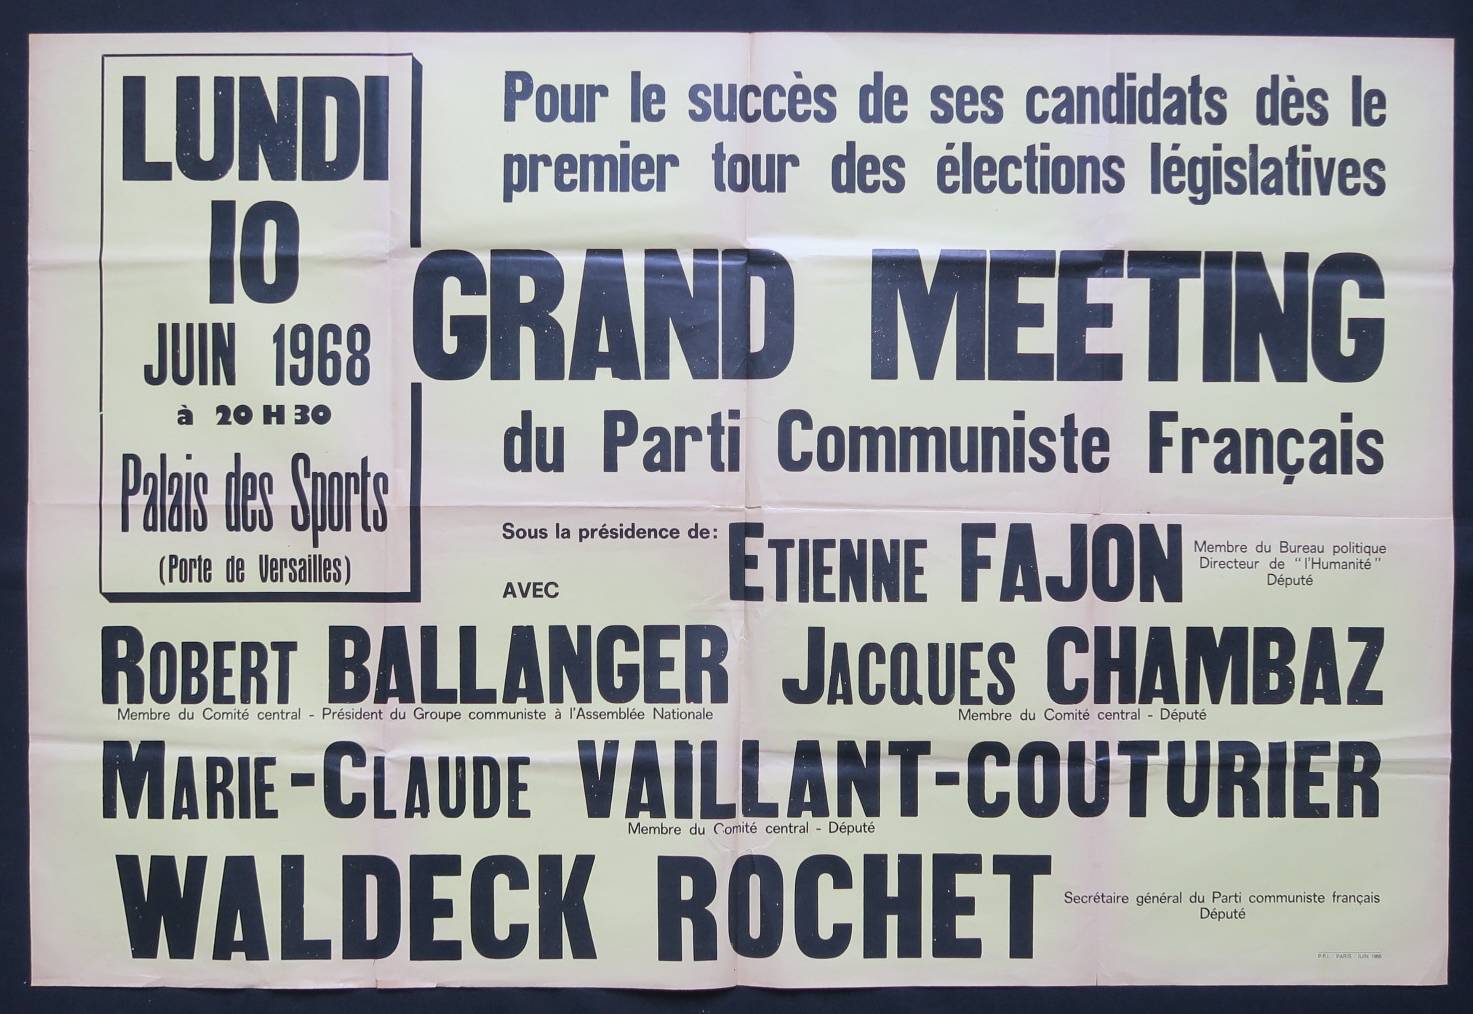 LUNDI
10
JUIN 1968
à 20 H 30
Palais des Sports
(Porte de Versailles)
Pour le succès de ses candidats dès le
premier tour des élections législatives
GRAND MEETING
du Parti Communiste Français
Sous la présidence de: ETIENNE FAJON
Membre du Bureau politique
Directeur de "l'Humanité"
Député
AVEC
ROBERT BALLANGER
Membre du Comité central - Président du Groupe communiste à l'Assemblée Nationale
JACQUES CHAMBAZ
Membre du Comité central - Député
MARIE-CLAUDE VAILLANT-COUTURIER
Membre du Comité central - Député
WALDECK ROCHET
Secrétaire général du Parti communiste français
Député
P.P.I. - PARIS - JUIN 1968